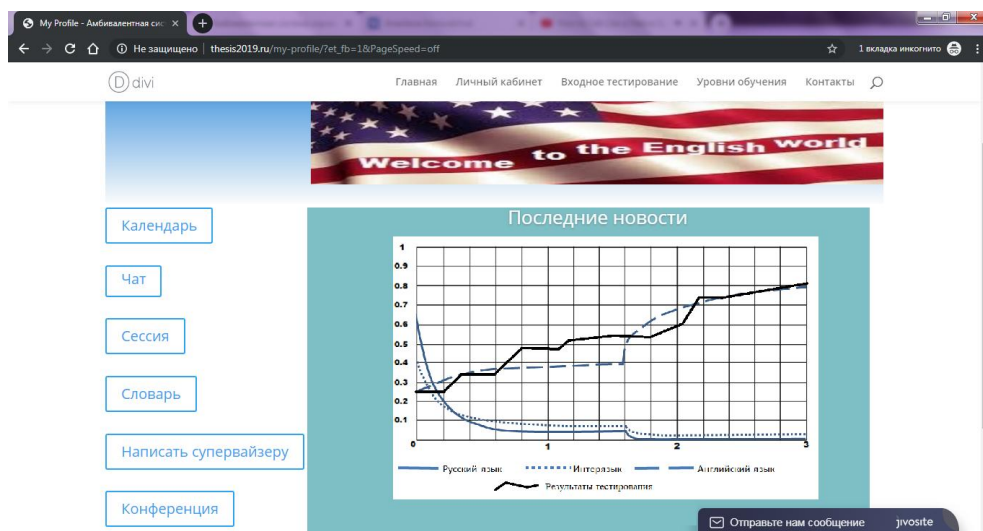 My Profile - Амбивалентная сис
Не защищено | thesis2019.ru/my-profile/?et_fb=1&PageSpeed=off
1 вкладка инкогнито
D divi
Главная Личный кабинет Входное тестирование Уровни обучения Контакты
Welcome to the English World
Последние новости
Календарь
Чат
Сессия
Словарь
Написать супервайзеру
Конференция
1
0.9
0.8
0.7
0.6
0.5
0.4
0.3
0.2
0.1
0 1 2 3
Русский язык Интерязык Английский язык
Результаты тестирования
Отправьте нам сообщение jivosite